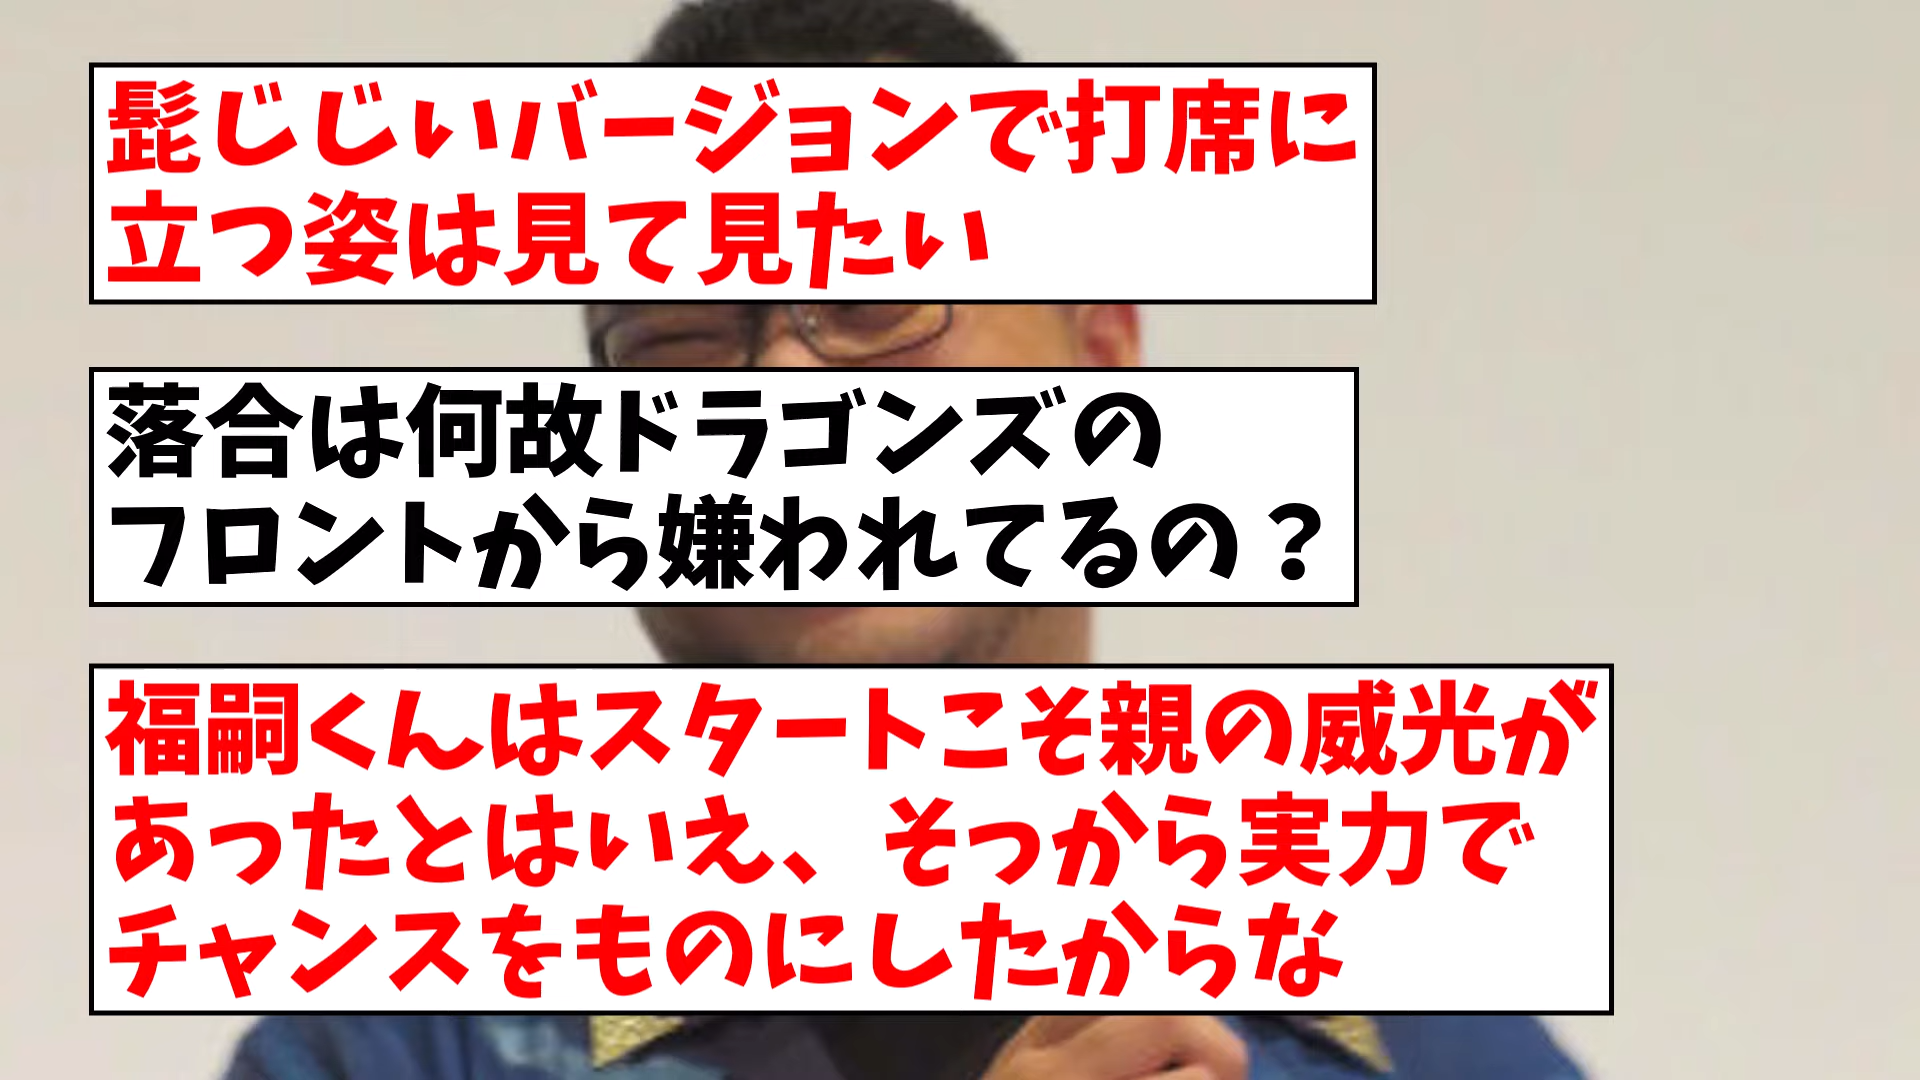 髭じじいバージョンで打席に
立つ姿は見て見たい
落合は何故ドラゴンズの
フロントから嫌われてるの？
福嗣くんはスタートこそ親の威光が
あったとはいえ、そっから実力で
チャンスをものにしたからな